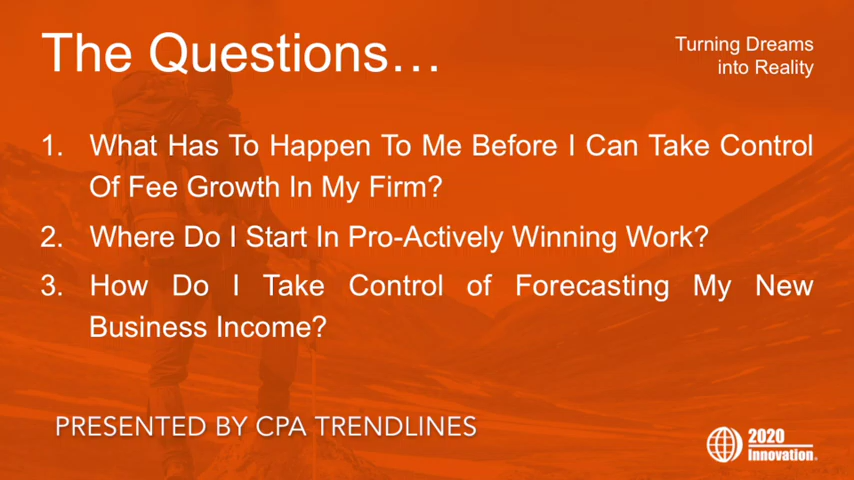 The Questions…
Turning Dreams
into Reality
1. What Has To Happen To Me Before I Can Take Control
Of Fee Growth In My Firm?
2. Where Do I Start In Pro-Actively Winning Work?
3. How Do I Take Control of Forecasting My New
Business Income?
PRESENTED BY CPA TRENDLINES
2020
Innovation.